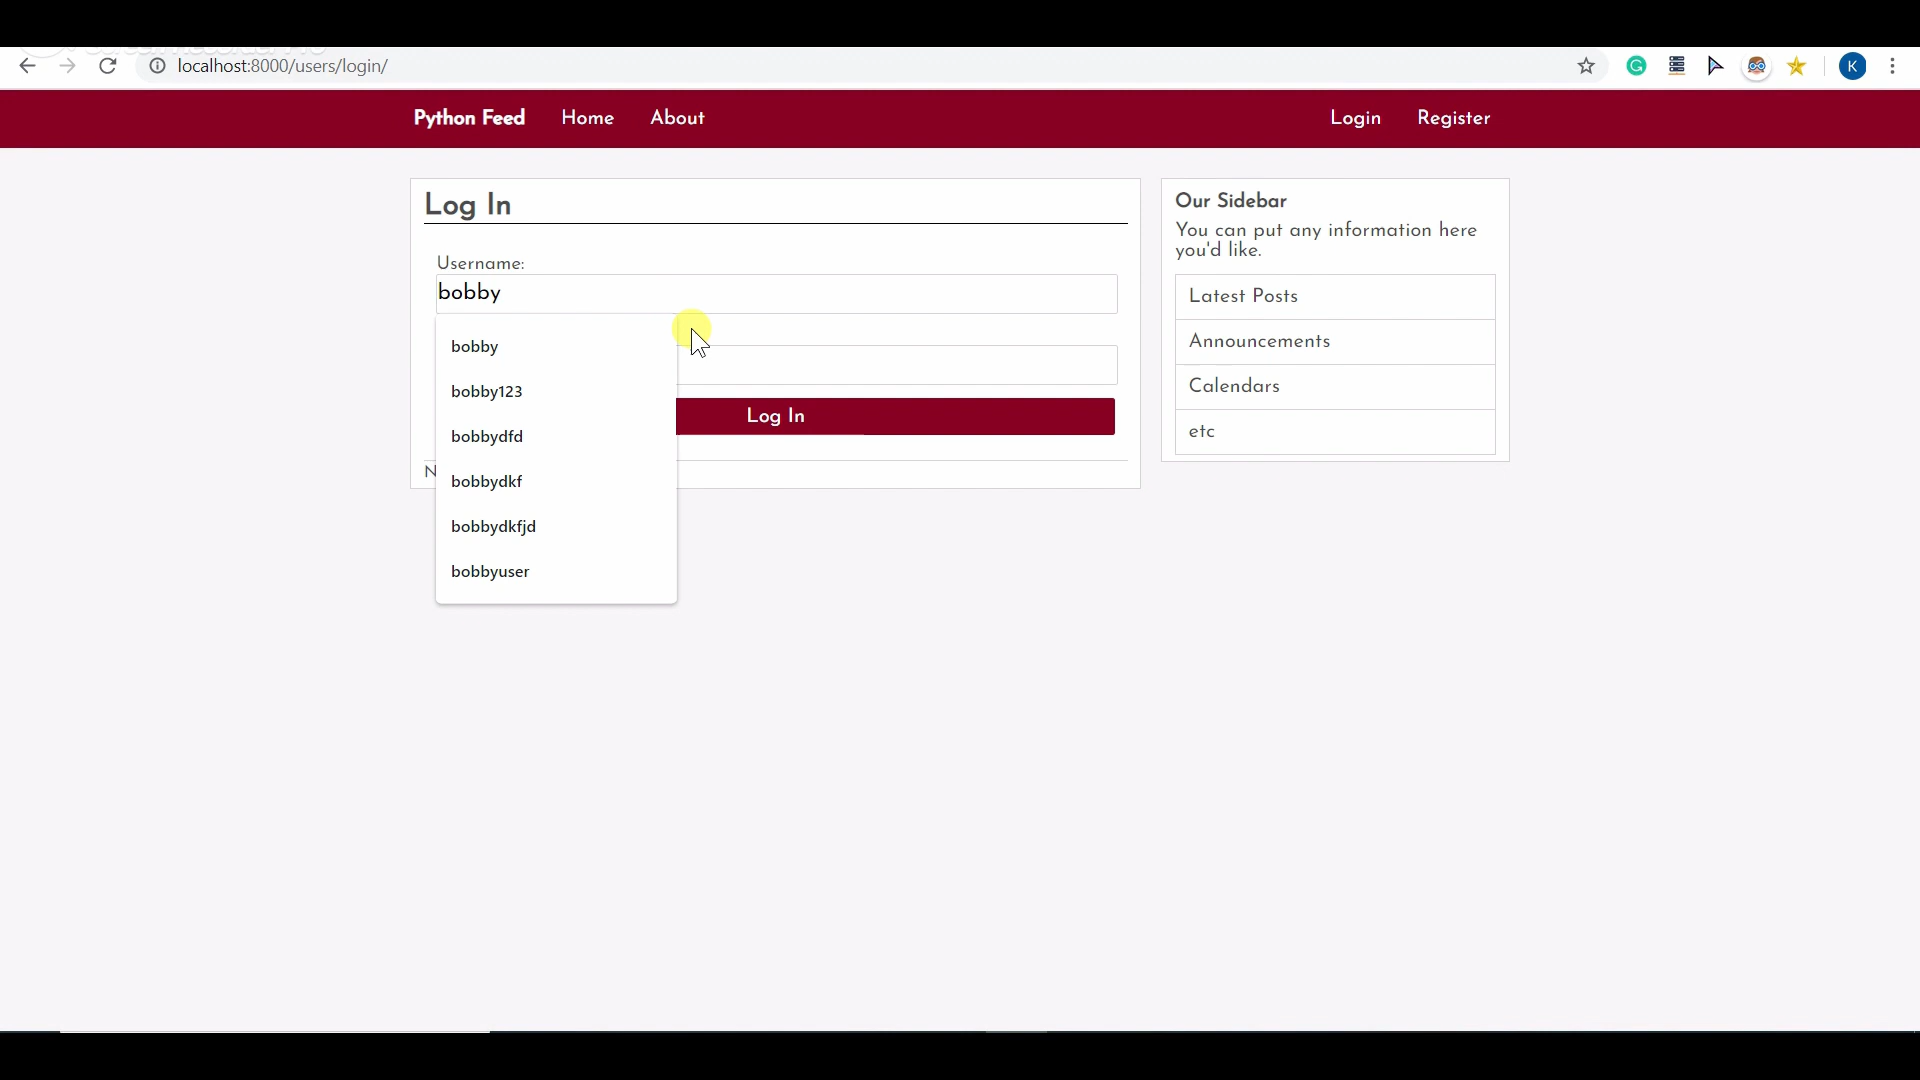 localhost:8000/users/login/
K
Python Feed Home About Login Register
Log In
Username:
bobby
bobby
bobby123
bobbydfd
bobbydkf
bobbydkfjd
bobbyuser
Log In
N
Our Sidebar
You can put any information here
you'd like.
Latest Posts
Announcements
Calendars
etc